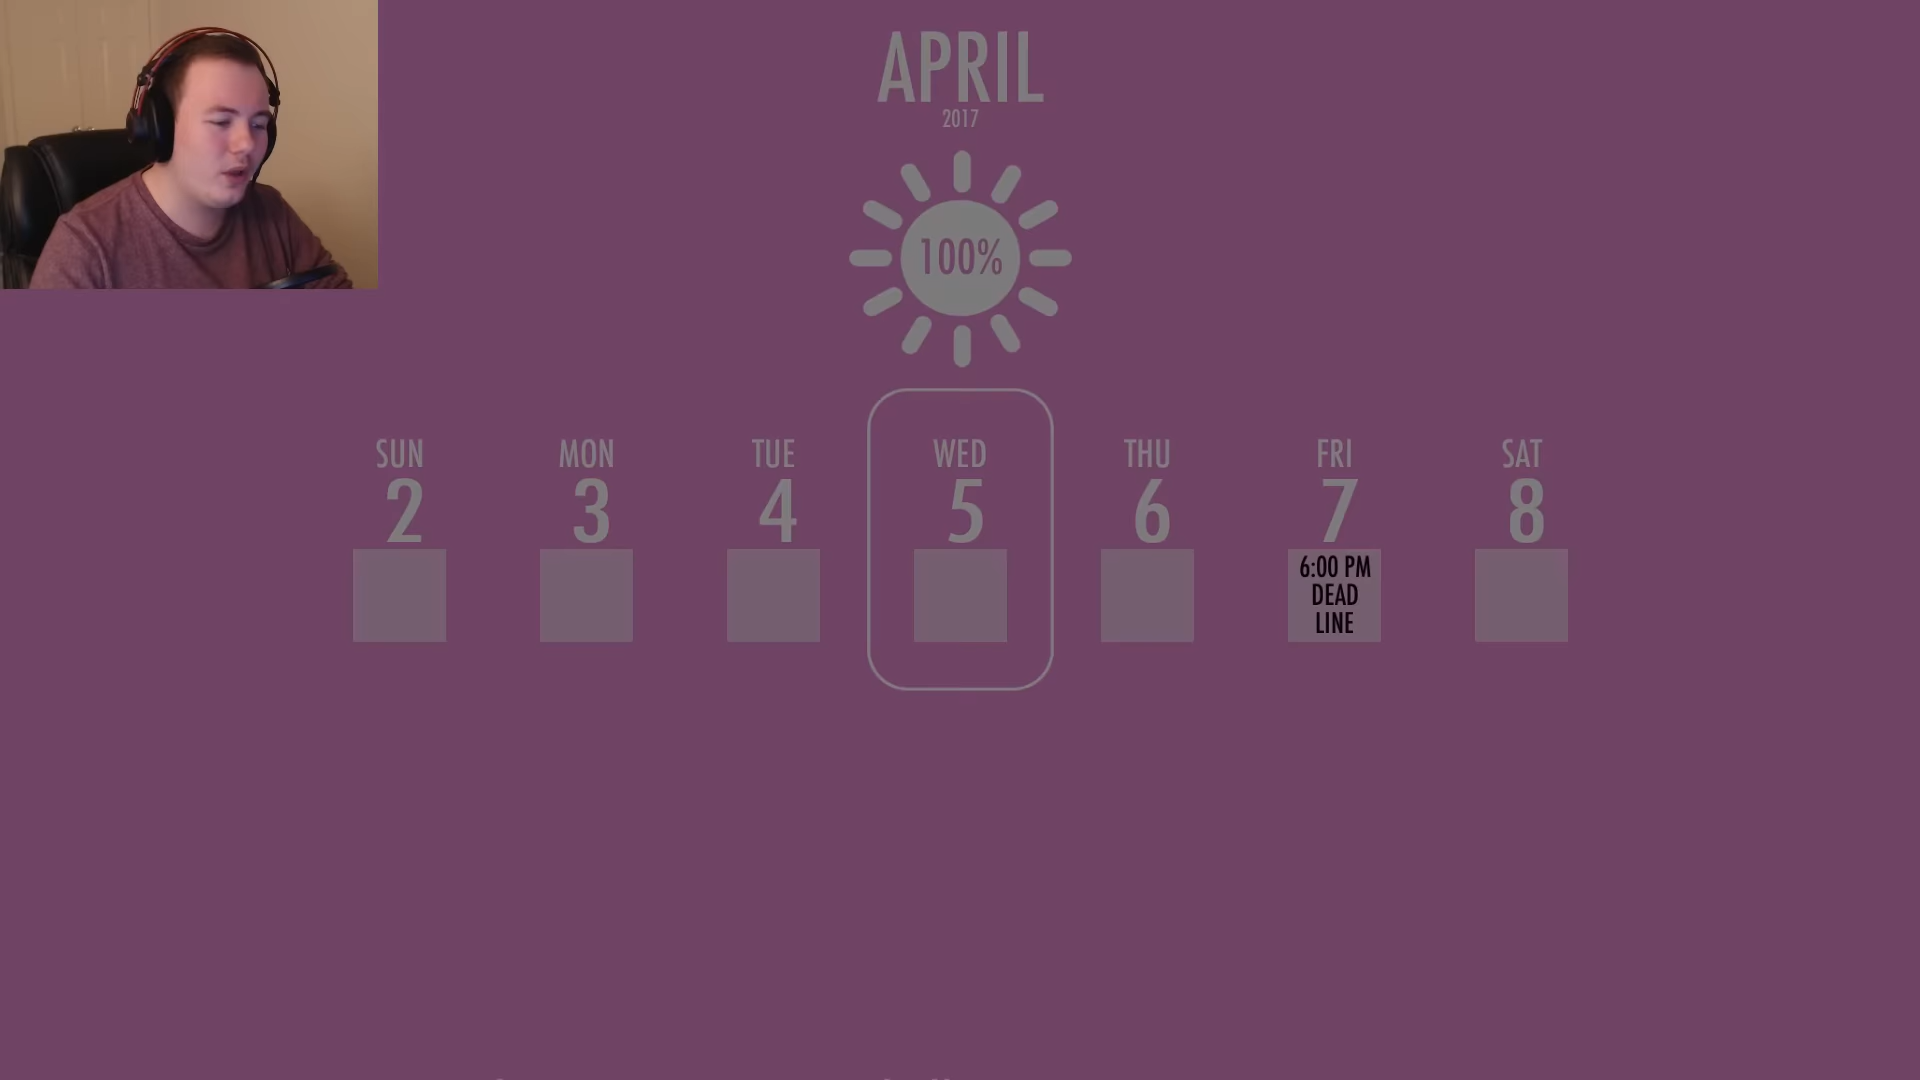 APRIL
2017
100%
SUN MON TUE WED THU FRI SAT
2 3 4 5 6 7 8
6:00 PM
DEAD
LINE